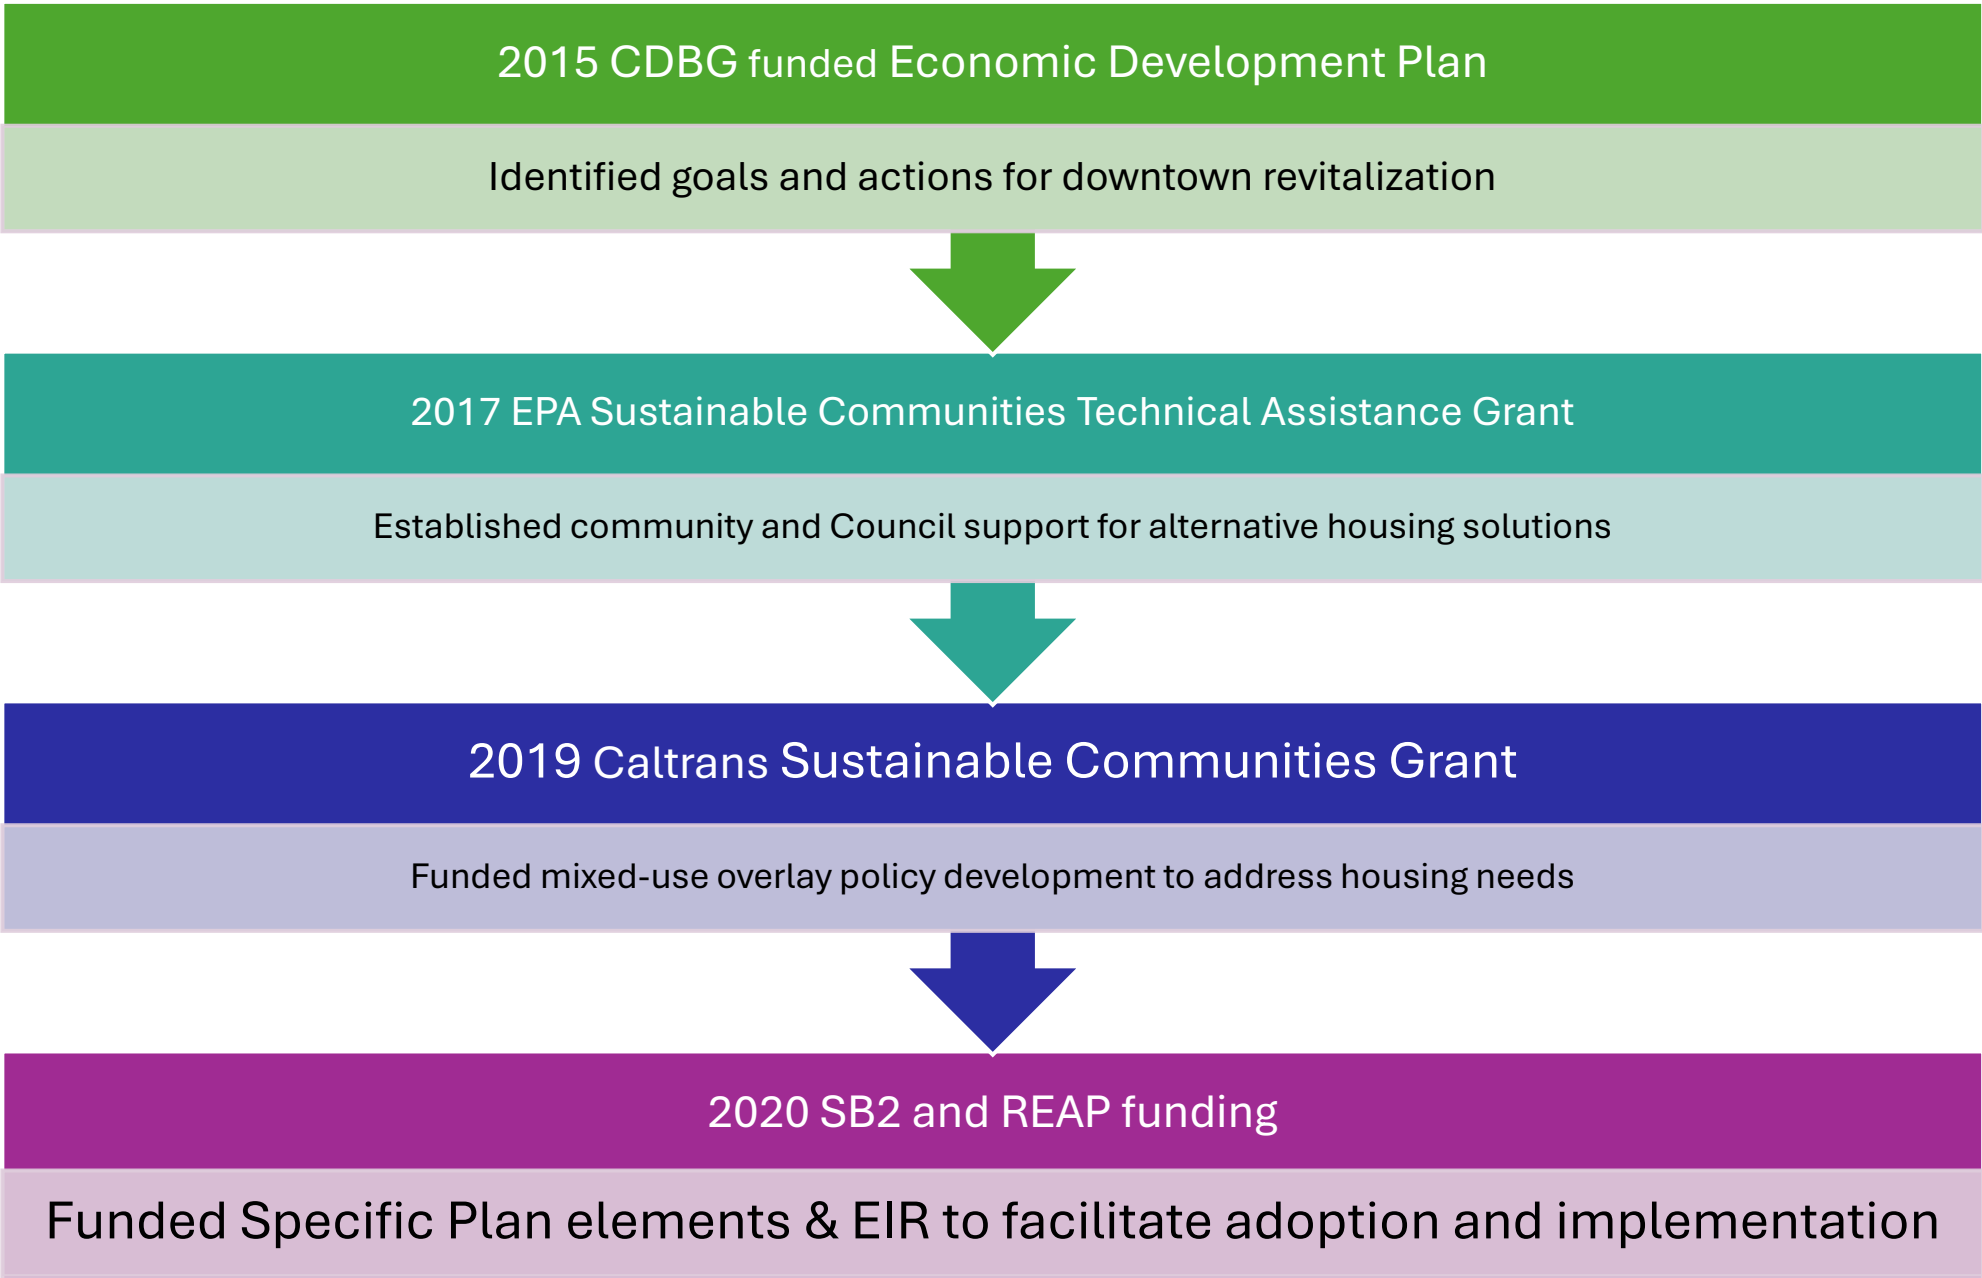 2015 CDBG funded Economic Development Plan
Identified goals and actions for downtown revitalization
2017 EPA Sustainable Communities Technical Assistance Grant
Established community and Council support for alternative housing solutions
2019 Caltrans Sustainable Communities Grant
Funded mixed-use overlay policy development to address housing needs
2020 SB2 and REAP funding
Funded Specific Plan elements & EIR to facilitate adoption and implementation